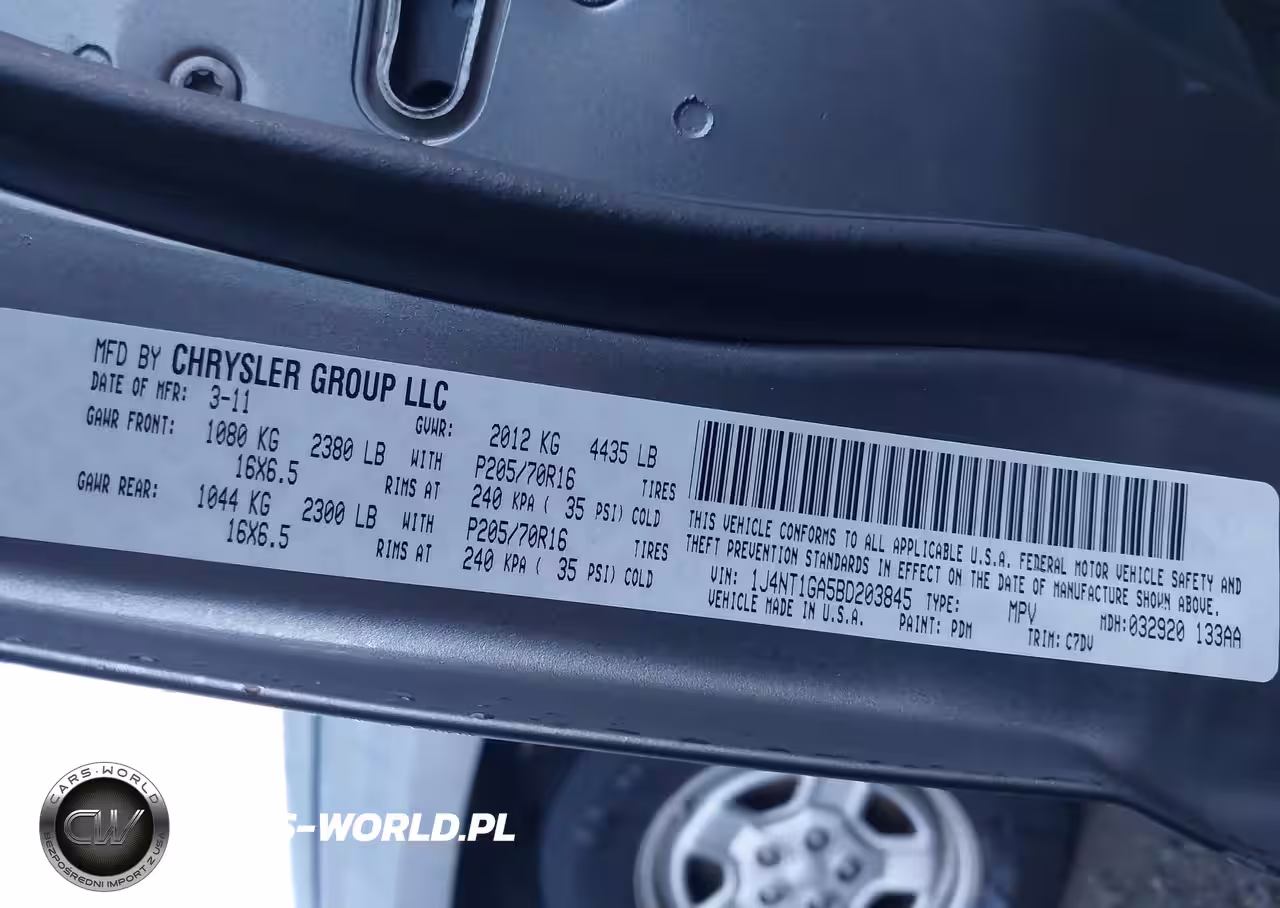 MFD BY CHRYSLER GROUP LLC
DATE OF MFR: 3-11 GVWR: 2012 KG 4435 LB
GAWR FRONT: 1080 KG 2380 LB WITH P205/70R16 TIRES
16X6.5 RIMS AT 240 KPA ( 35 PSI) COLD
GAWR REAR: 1044 KG 2300 LB WITH P205/70R16 TIRES
16X6.5 RIMS AT 240 KPA ( 35 PSI) COLD
THIS VEHICLE CONFORMS TO ALL APPLICABLE U.S.A. FEDERAL MOTOR VEHICLE SAFETY AND
THEFT PREVENTION STANDARDS IN EFFECT ON THE DATE OF MANUFACTURE SHOWN ABOVE.
VIN: 1J4NT1GA5BD203845 TYPE: MPV MDH:032920 133AA
VEHICLE MADE IN U.S.A. PAINT: PDM TRIM: C7DV
CARS-WORLD
CW
BEZPOŚREDNI IMPORT Z USA
S-WORLD.PL